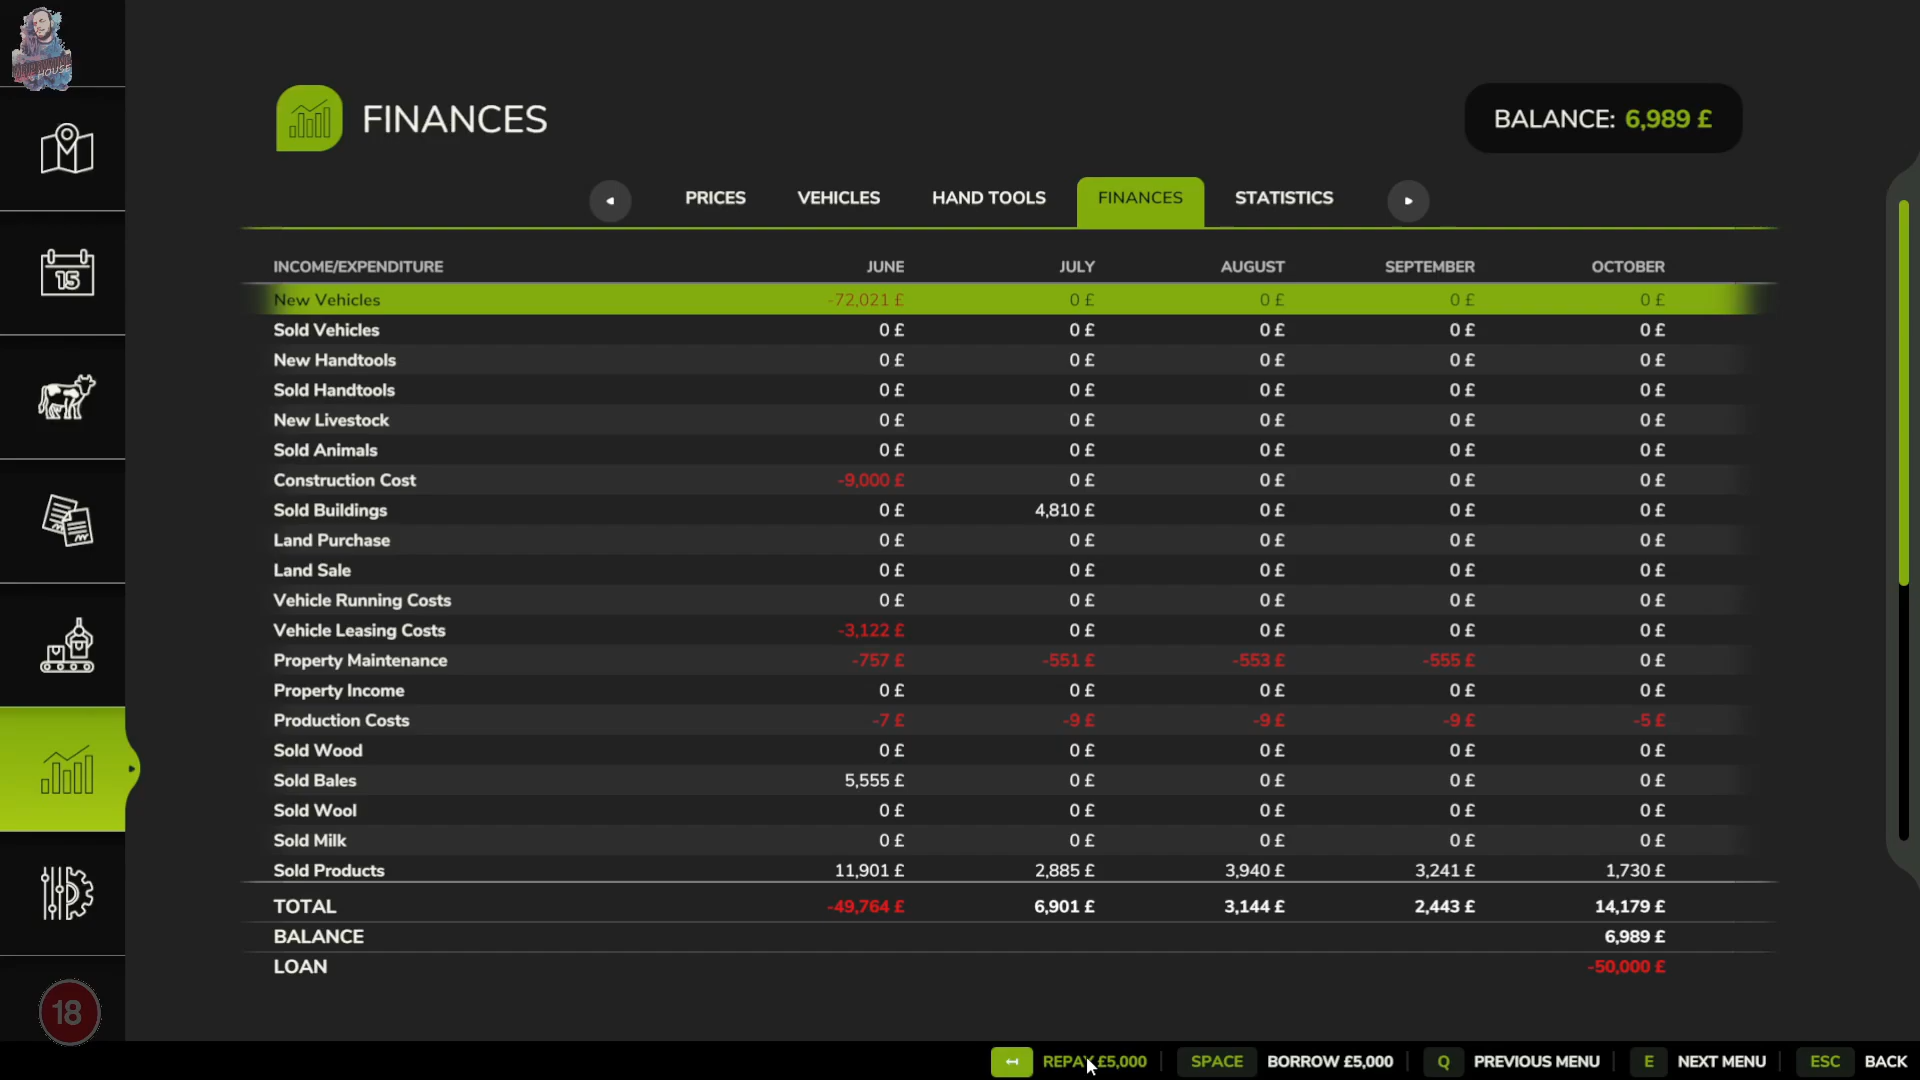 HOUSE
FINANCES
BALANCE: 6,989 £
PRICES VEHICLES HAND TOOLS FINANCES STATISTICS
INCOME/EXPENDITURE JUNE JULY AUGUST SEPTEMBER OCTOBER
New Vehicles -72,021 £ 0 £ 0 £ 0 £ 0 £
Sold Vehicles 0 £ 0 £ 0 £ 0 £ 0 £
New Handtools 0 £ 0 £ 0 £ 0 £ 0 £
Sold Handtools 0 £ 0 £ 0 £ 0 £ 0 £
New Livestock 0 £ 0 £ 0 £ 0 £ 0 £
Sold Animals 0 £ 0 £ 0 £ 0 £ 0 £
Construction Cost -9,000 £ 0 £ 0 £ 0 £ 0 £
Sold Buildings 0 £ 4,810 £ 0 £ 0 £ 0 £
Land Purchase 0 £ 0 £ 0 £ 0 £ 0 £
Land Sale 0 £ 0 £ 0 £ 0 £ 0 £
Vehicle Running Costs 0 £ 0 £ 0 £ 0 £ 0 £
Vehicle Leasing Costs -3,122 £ 0 £ 0 £ 0 £ 0 £
Property Maintenance -757 £ -551 £ -553 £ -555 £ 0 £
Property Income 0 £ 0 £ 0 £ 0 £ 0 £
Production Costs -7 £ -9 £ -9 £ -9 £ -5 £
Sold Wood 0 £ 0 £ 0 £ 0 £ 0 £
Sold Bales 5,555 £ 0 £ 0 £ 0 £ 0 £
Sold Wool 0 £ 0 £ 0 £ 0 £ 0 £
Sold Milk 0 £ 0 £ 0 £ 0 £ 0 £
Sold Products 11,901 £ 2,885 £ 3,940 £ 3,241 £ 1,730 £
TOTAL -49,764 £ 6,901 £ 3,144 £ 2,443 £ 14,179 £
BALANCE 6,989 £
LOAN -50,000 £
15
18
REPAY £5,000 SPACE BORROW £5,000 Q PREVIOUS MENU E NEXT MENU ESC BACK